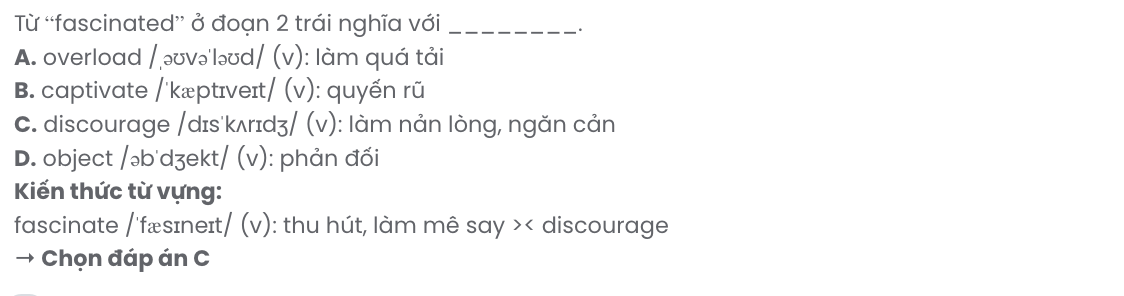 Từ “fascinated” ở đoạn 2 trái nghĩa với ________.
A. overload /ˌəʊvəˈləʊd/ (v): làm quá tải
B. captivate /ˈkæptɪveɪt/ (v): quyến rũ
C. discourage /dɪsˈkʌrɪdʒ/ (v): làm nản lòng, ngăn cản
D. object /əbˈdʒekt/ (v): phản đối
Kiến thức từ vựng:
fascinate /ˈfæsɪneɪt/ (v): thu hút, làm mê say >< discourage
→ Chọn đáp án C